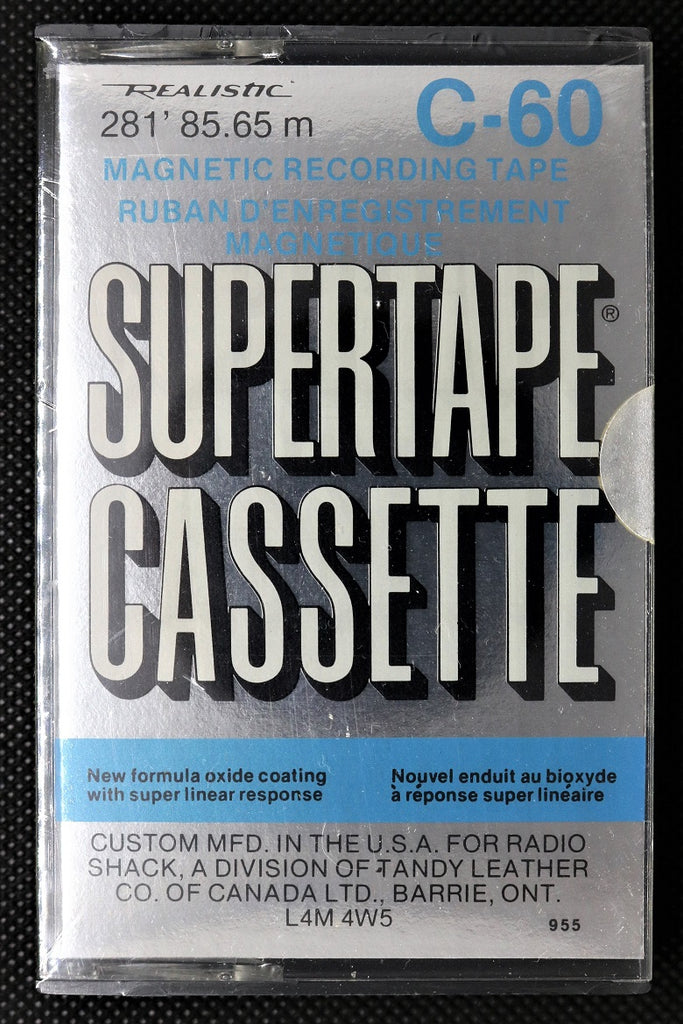 REALISTIC
281' 85.65 m
C-60
MAGNETIC RECORDING TAPE
RUBAN D'ENREGISTREMENT
MAGNETIQUE
SUPERTAPE®
CASSETTE
New formula oxide coating
with super linear response
Nouvel enduit au bioxyde
à réponse super linéaire
CUSTOM MFD. IN THE U.S.A. FOR RADIO
SHACK, A DIVISION OF TANDY LEATHER
CO. OF CANADA LTD., BARRIE, ONT.
L4M 4W5
955